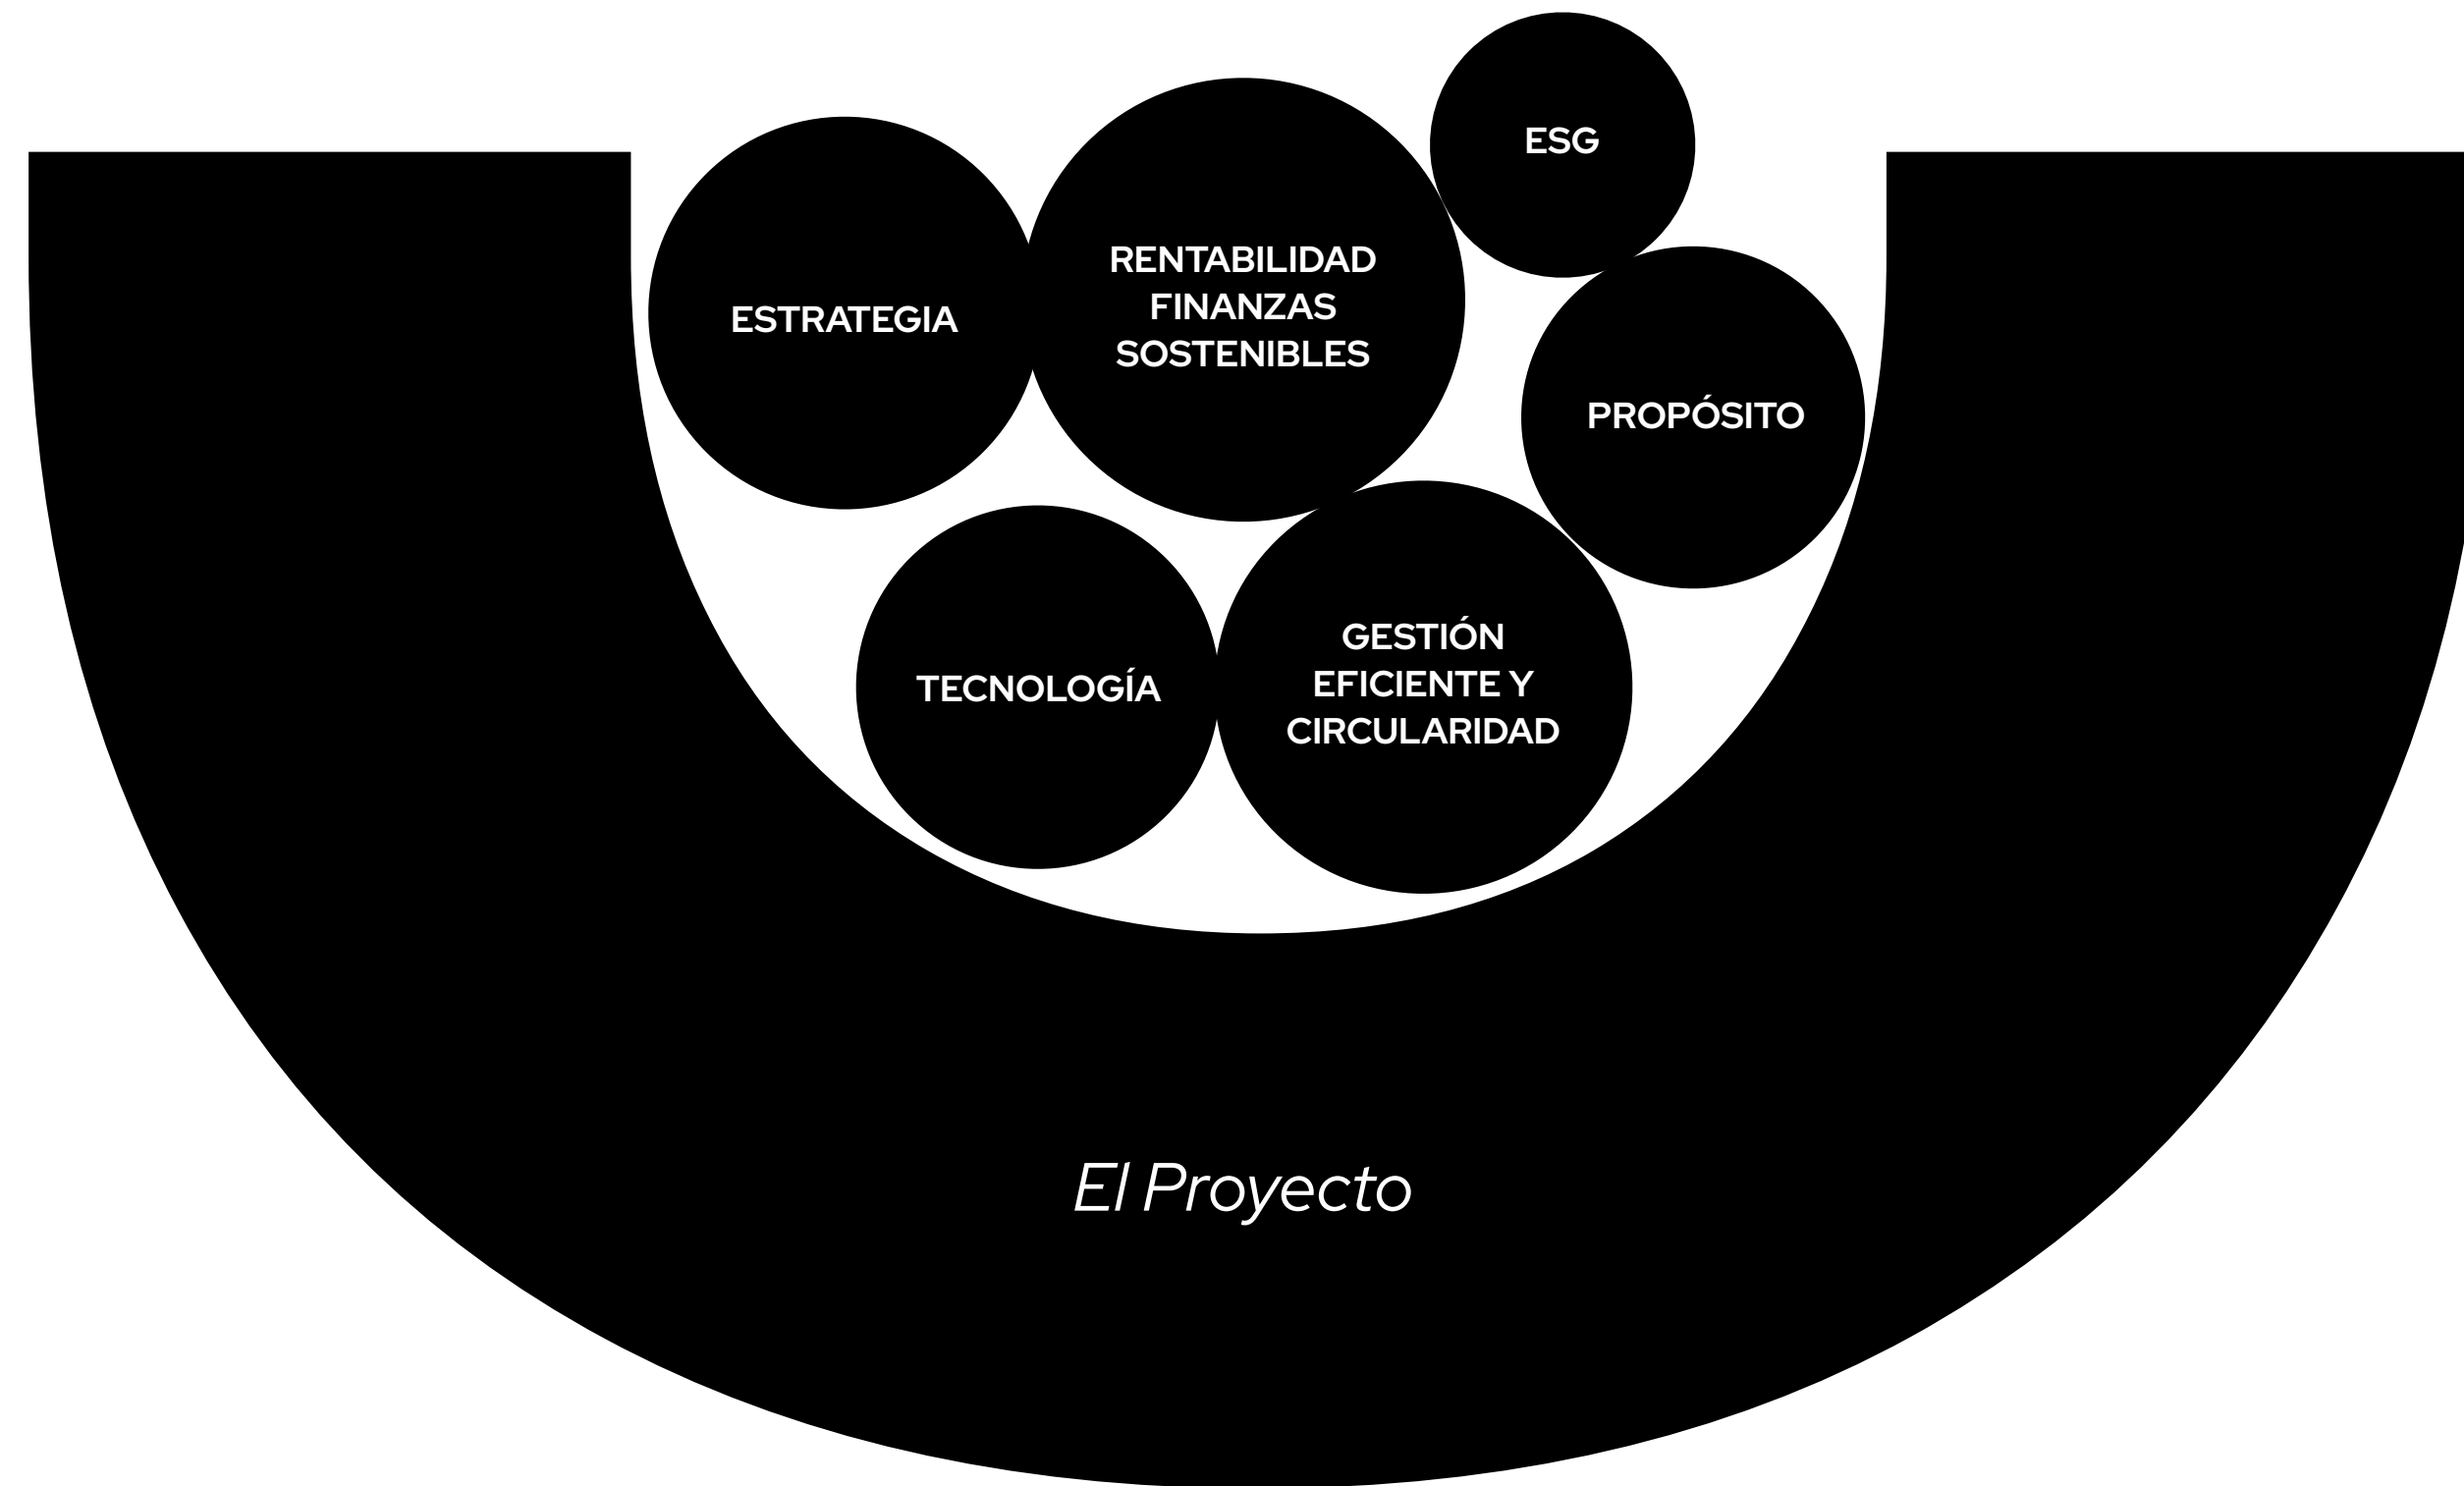 ESG
RENTABILIDAD
FINANZAS
SOSTENIBLES
ESTRATEGIA
PROPÓSITO
TECNOLOGÍA
GESTIÓN
EFICIENTE Y
CIRCULARIDAD
El Proyecto